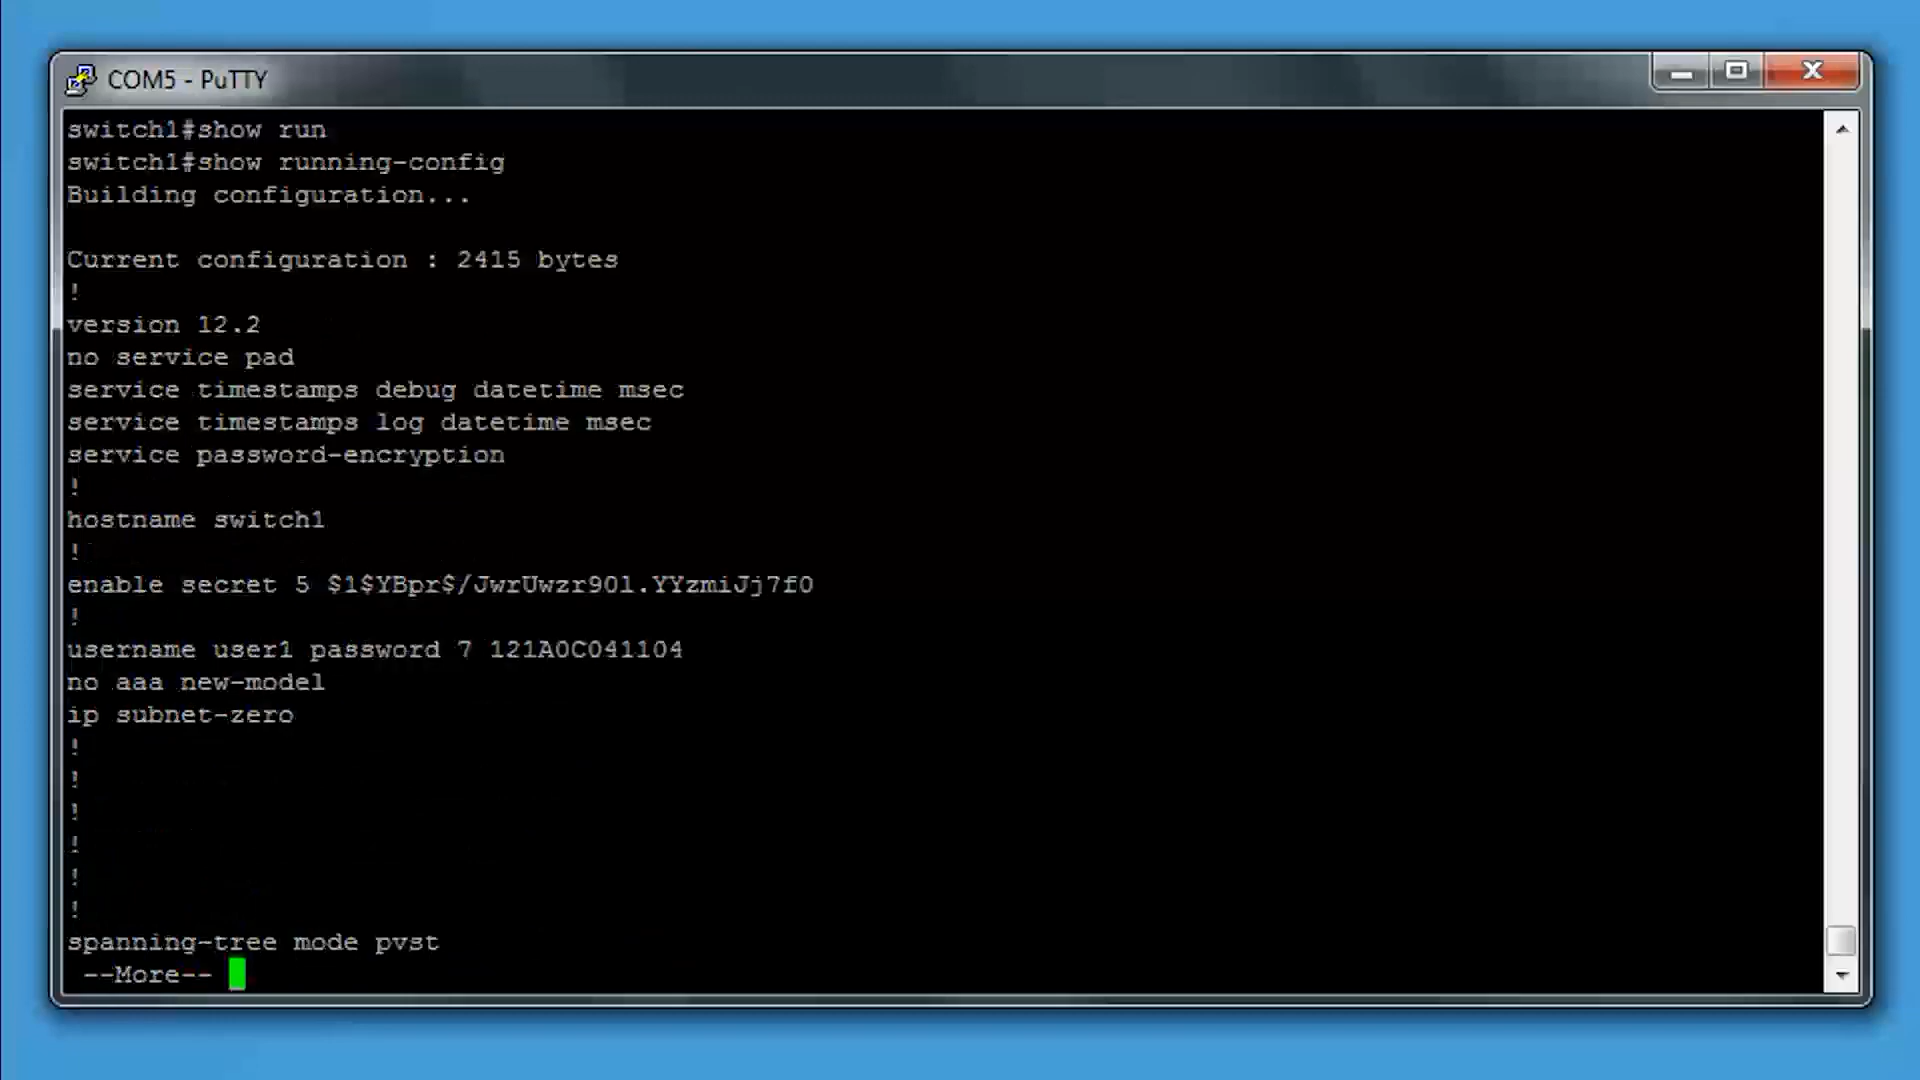 COM5 - PuTTY
switch1#show run
switch1#show running-config
Building configuration...
Current configuration : 2415 bytes
!
version 12.2
no service pad
service timestamps debug datetime msec
service timestamps log datetime msec
service password-encryption
!
hostname switch1
!
enable secret 5 $1$YBpr$/JwrUwzr90l.YYzmiJj7f0
!
username user1 password 7 121A0C041104
no aaa new-model
ip subnet-zero
!
!
!
!
!
!
spanning-tree mode pvst
--More--